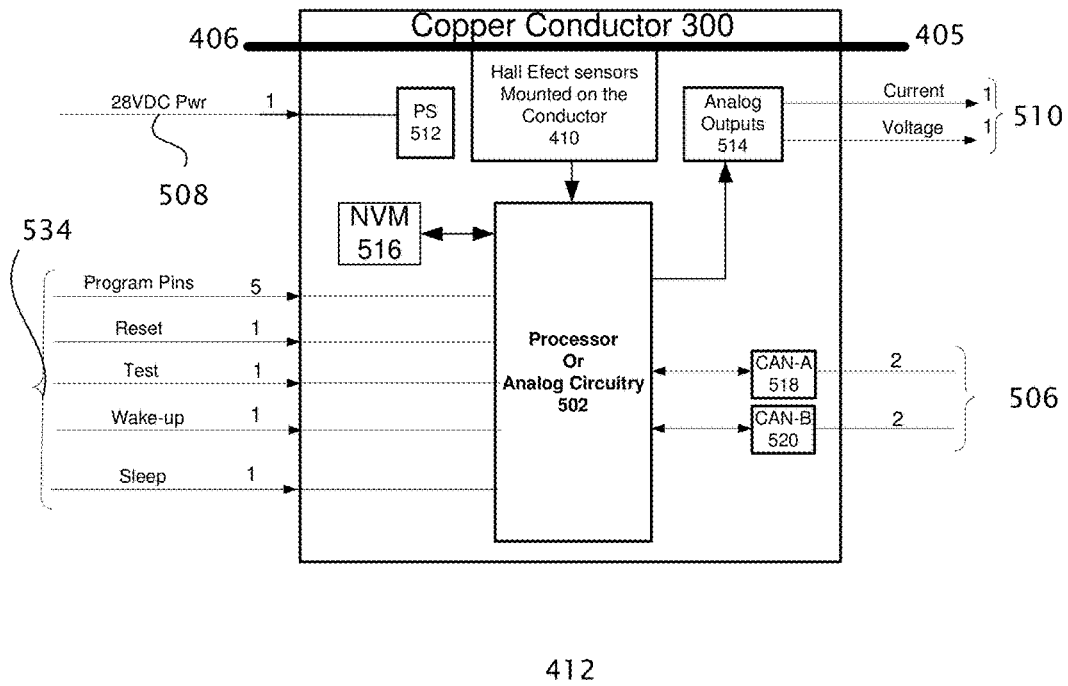 Copper Conductor 300
406
405
Hall Efect sensors
Mounted on the
Conductor
410
28VDC Pwr
1
PS
512
Analog
Outputs
514
Current
1
Voltage
1
510
508
534
NVM
516
Program Pins
5
Reset
1
Test
1
Wake-up
1
Sleep
1
Processor
Or
Analog Circuitry
502
CAN-A
518
2
CAN-B
520
2
506
412